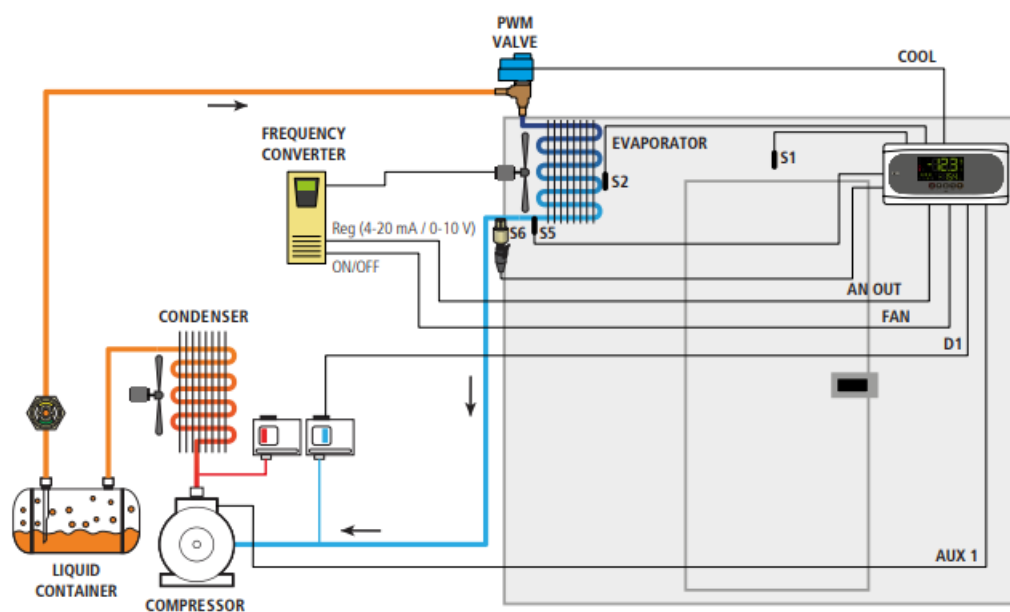 PWM
VALVE
COOL
FREQUENCY
CONVERTER
EVAPORATOR
S1
S2
Reg (4-20 mA / 0-10 V)
S6
S5
ON/OFF
AN OUT
FAN
CONDENSER
D1
LIQUID
CONTAINER
AUX 1
COMPRESSOR